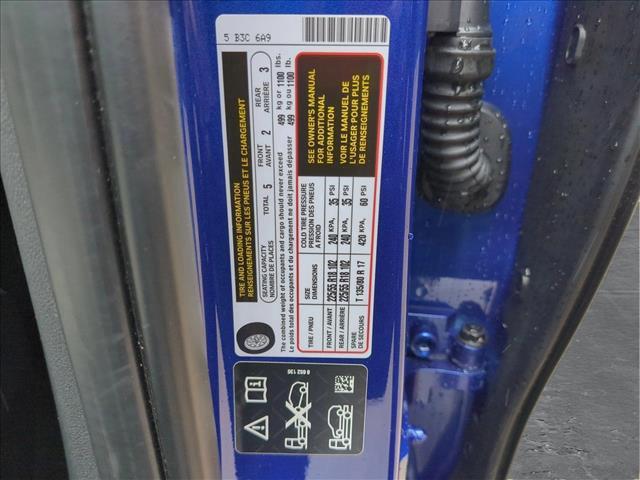 5 B3C 6A9
TIRE AND LOADING INFORMATION
RENSEIGNEMENTS SUR LES PNEUS ET LE CHARGEMENT
SEATING CAPACITY
NOMBRE DE PLACES
TOTAL 5
FRONT
AVANT 2
REAR
ARRIÈRE 3
The combined weight of occupants and cargo should never exceed 499 kg or 1100 lbs.
Le poids total des occupants et du chargement ne doit jamais dépasser 499 kg ou 1100 lb.
TIRE / PNEU
SIZE
DIMENSIONS
COLD TIRE PRESSURE
PRESSION DES PNEUS
A FROID
FRONT / AVANT 225/55 R18 102 240 KPA, 35 PSI
REAR / ARRIÈRE 225/55 R18 102 240 KPA, 35 PSI
SPARE
DE SECOURS T 135/80 R 17 420 KPA, 60 PSI
SEE OWNER'S MANUAL
FOR ADDITIONAL
INFORMATION
VOIR LE MANUEL DE
L'USAGER POUR PLUS
DE RENSEIGNEMENTS